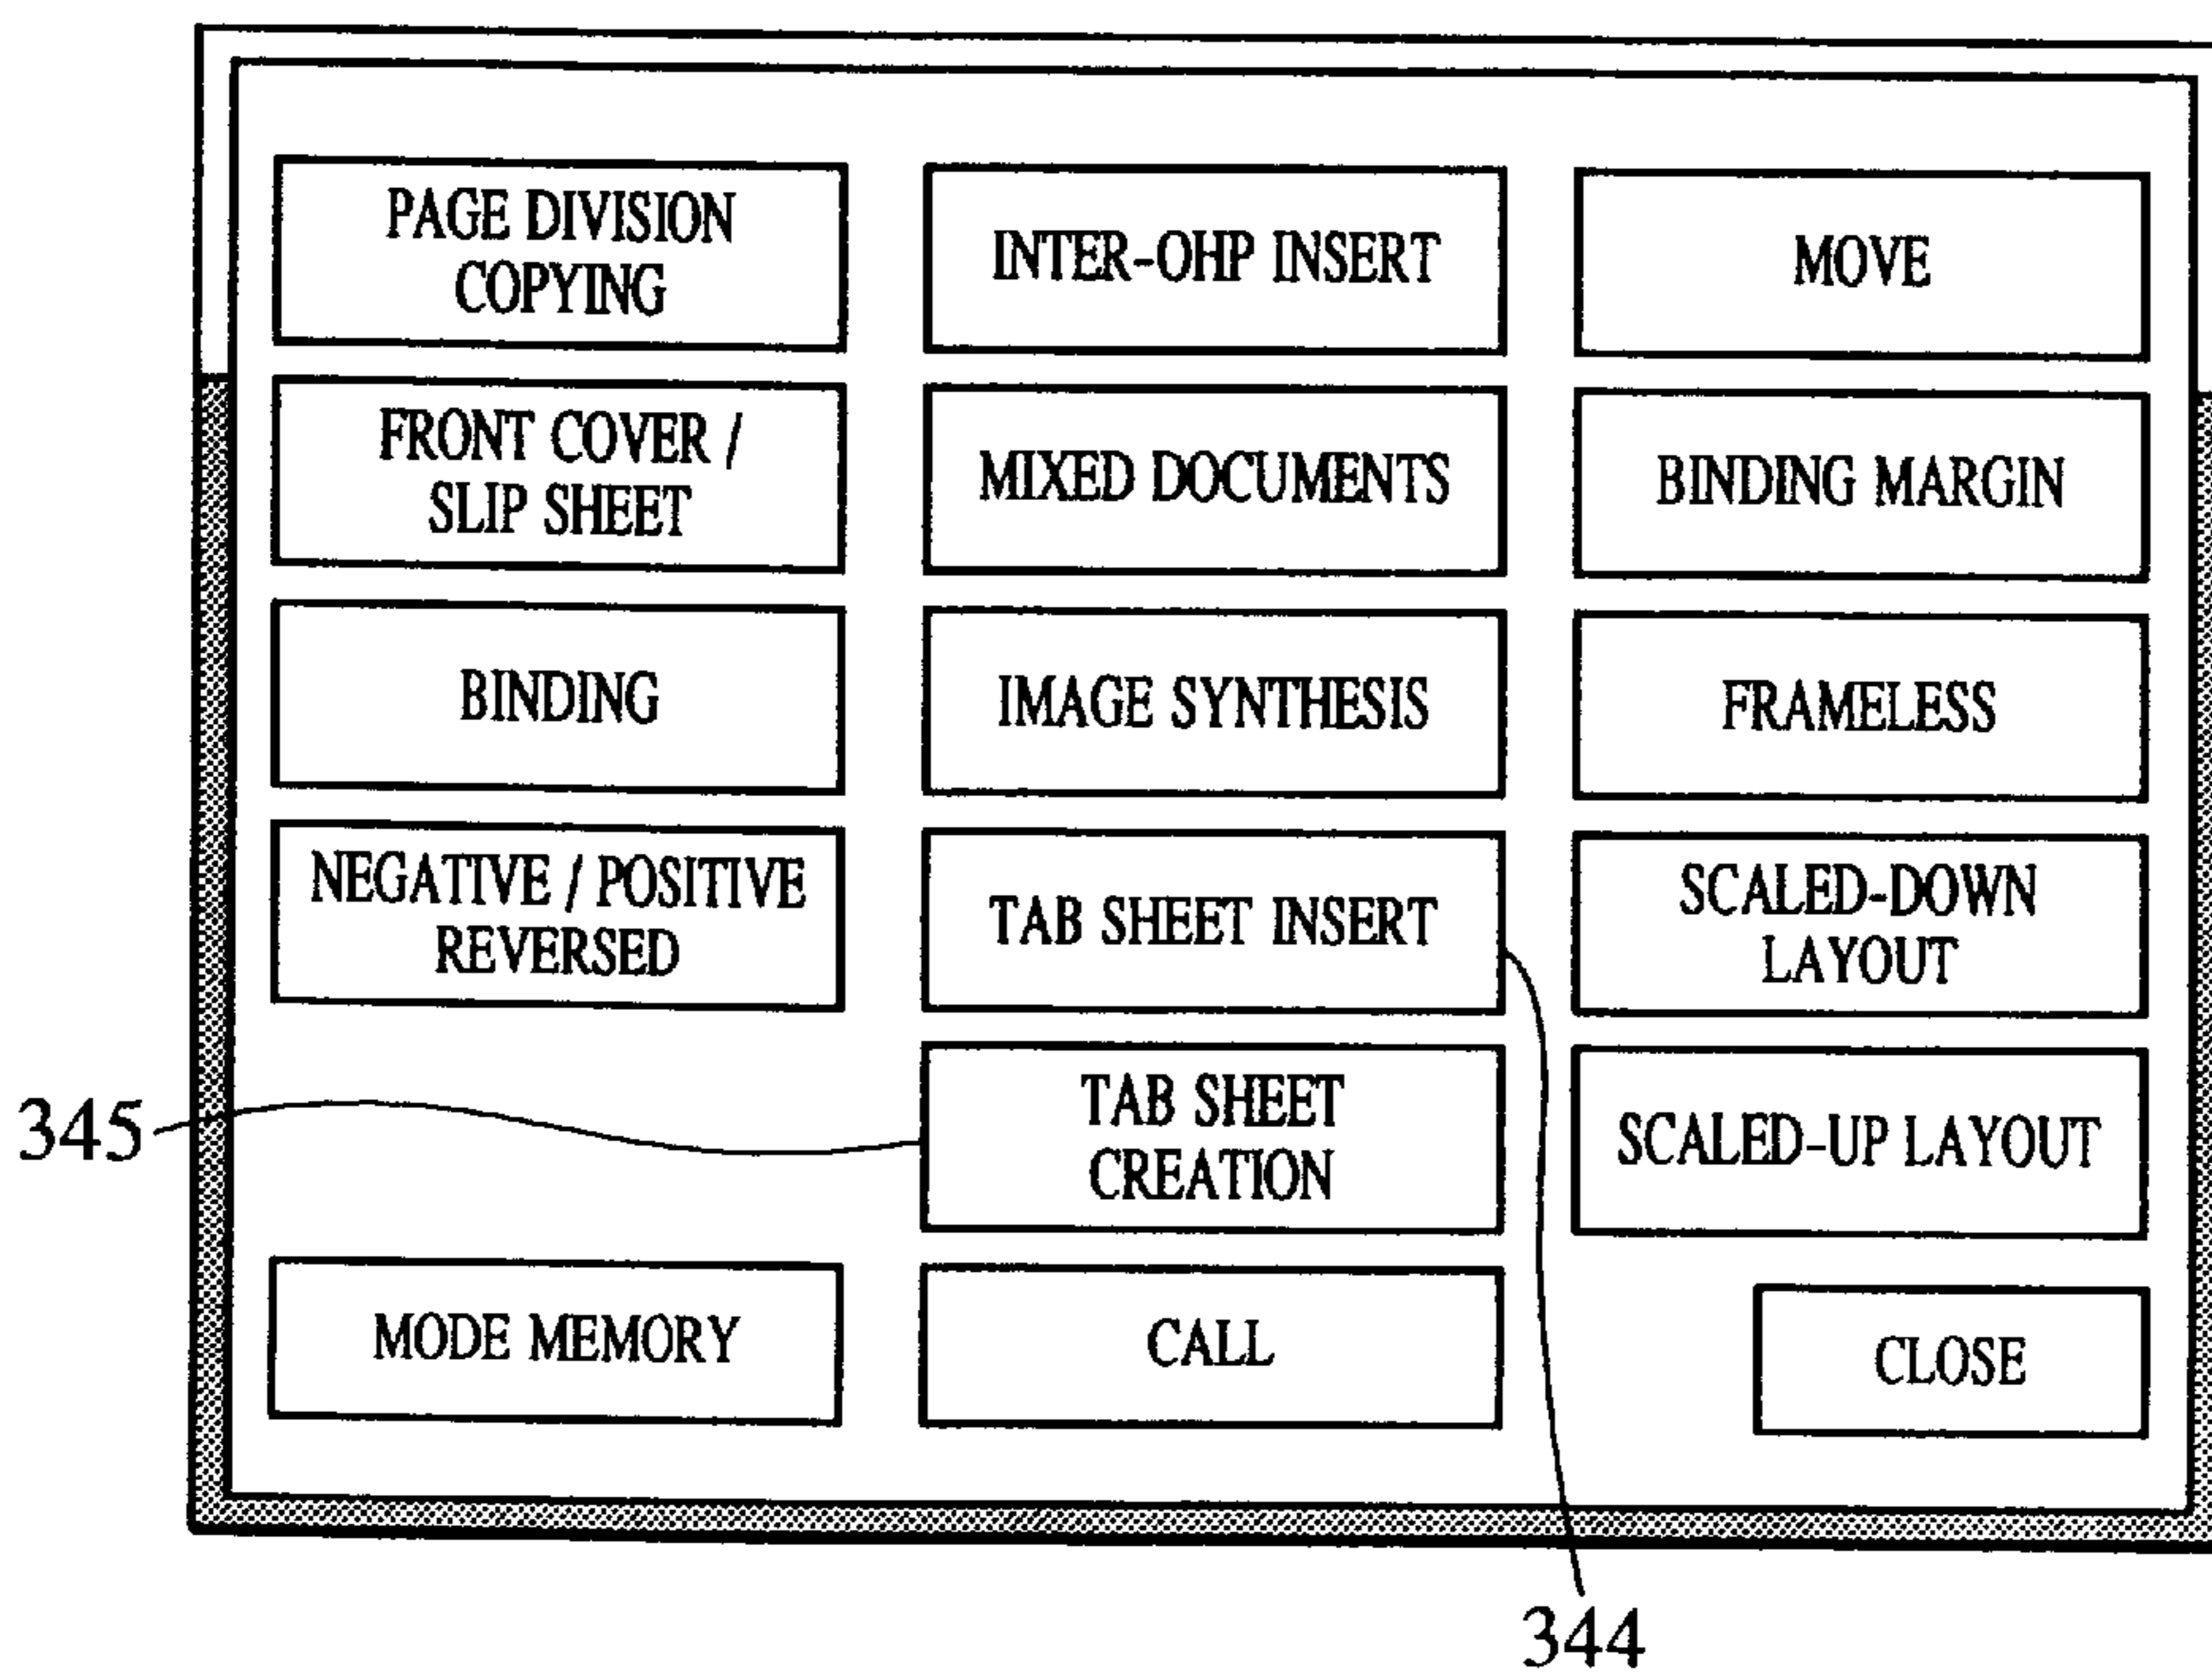 PAGE DIVISION
COPYING
INTER-OHP INSERT
MOVE
FRONT COVER /
SLIP SHEET
MIXED DOCUMENTS
BINDING MARGIN
BINDING
IMAGE SYNTHESIS
FRAMELESS
NEGATIVE / POSITIVE
REVERSED
TAB SHEET INSERT
SCALED-DOWN
LAYOUT
345
TAB SHEET
CREATION
SCALED-UP LAYOUT
MODE MEMORY
CALL
CLOSE
344